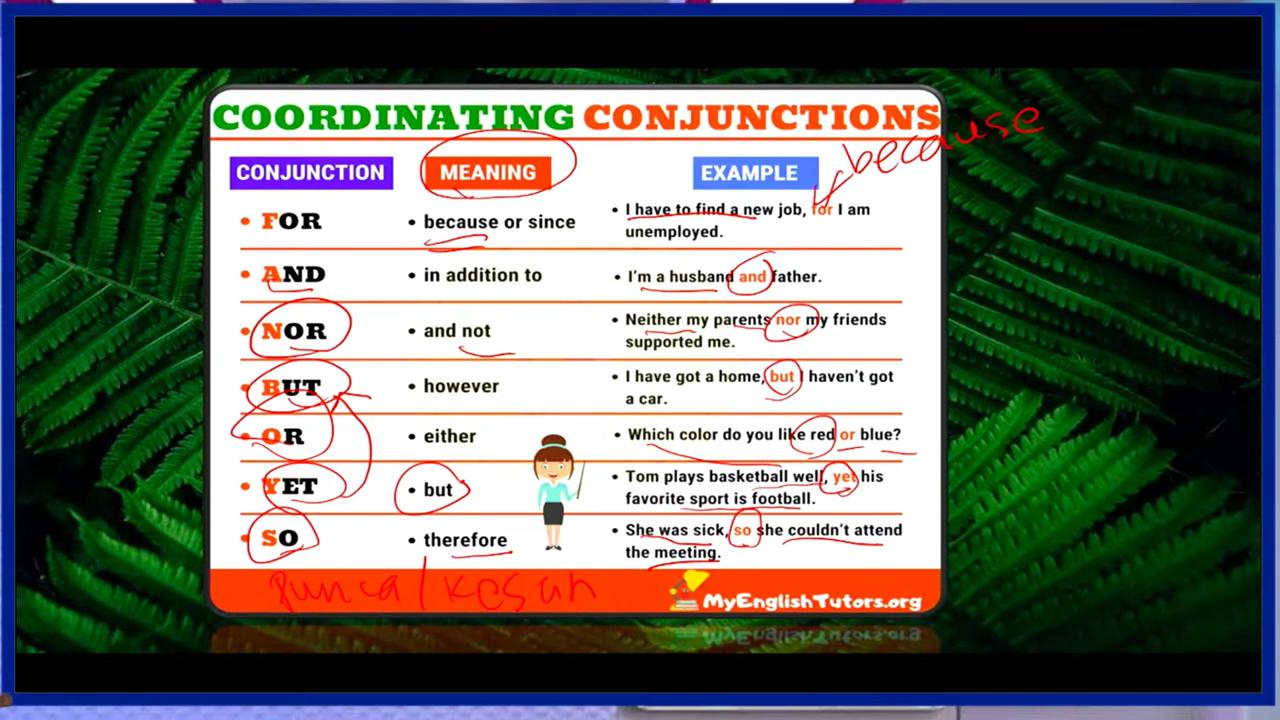 COORDINATING CONJUNCTIONS
because
CONJUNCTION MEANING EXAMPLE
• FOR • because or since • I have to find a new job, for I am
unemployed.
• AND • in addition to • I'm a husband and father.
• NOR • and not • Neither my parents nor my friends
supported me.
• BUT • however • I have got a home, but I haven't got
a car.
• OR • either • Which color do you like red or blue?
• YET • but • Tom plays basketball well, yet his
favorite sport is football.
• SO • therefore • She was sick, so she couldn't attend
the meeting.
Punca / Kesan
MyEnglishTutors.org